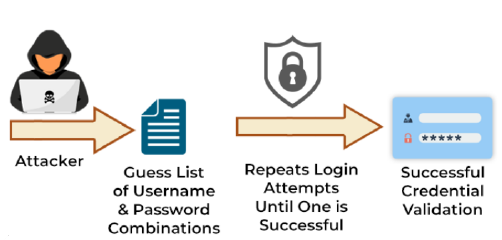 Attacker
Guess List
of Username
& Password
Combinations
Repeats Login
Attempts
Until One is
Successful
*****
Successful
Credential
Validation